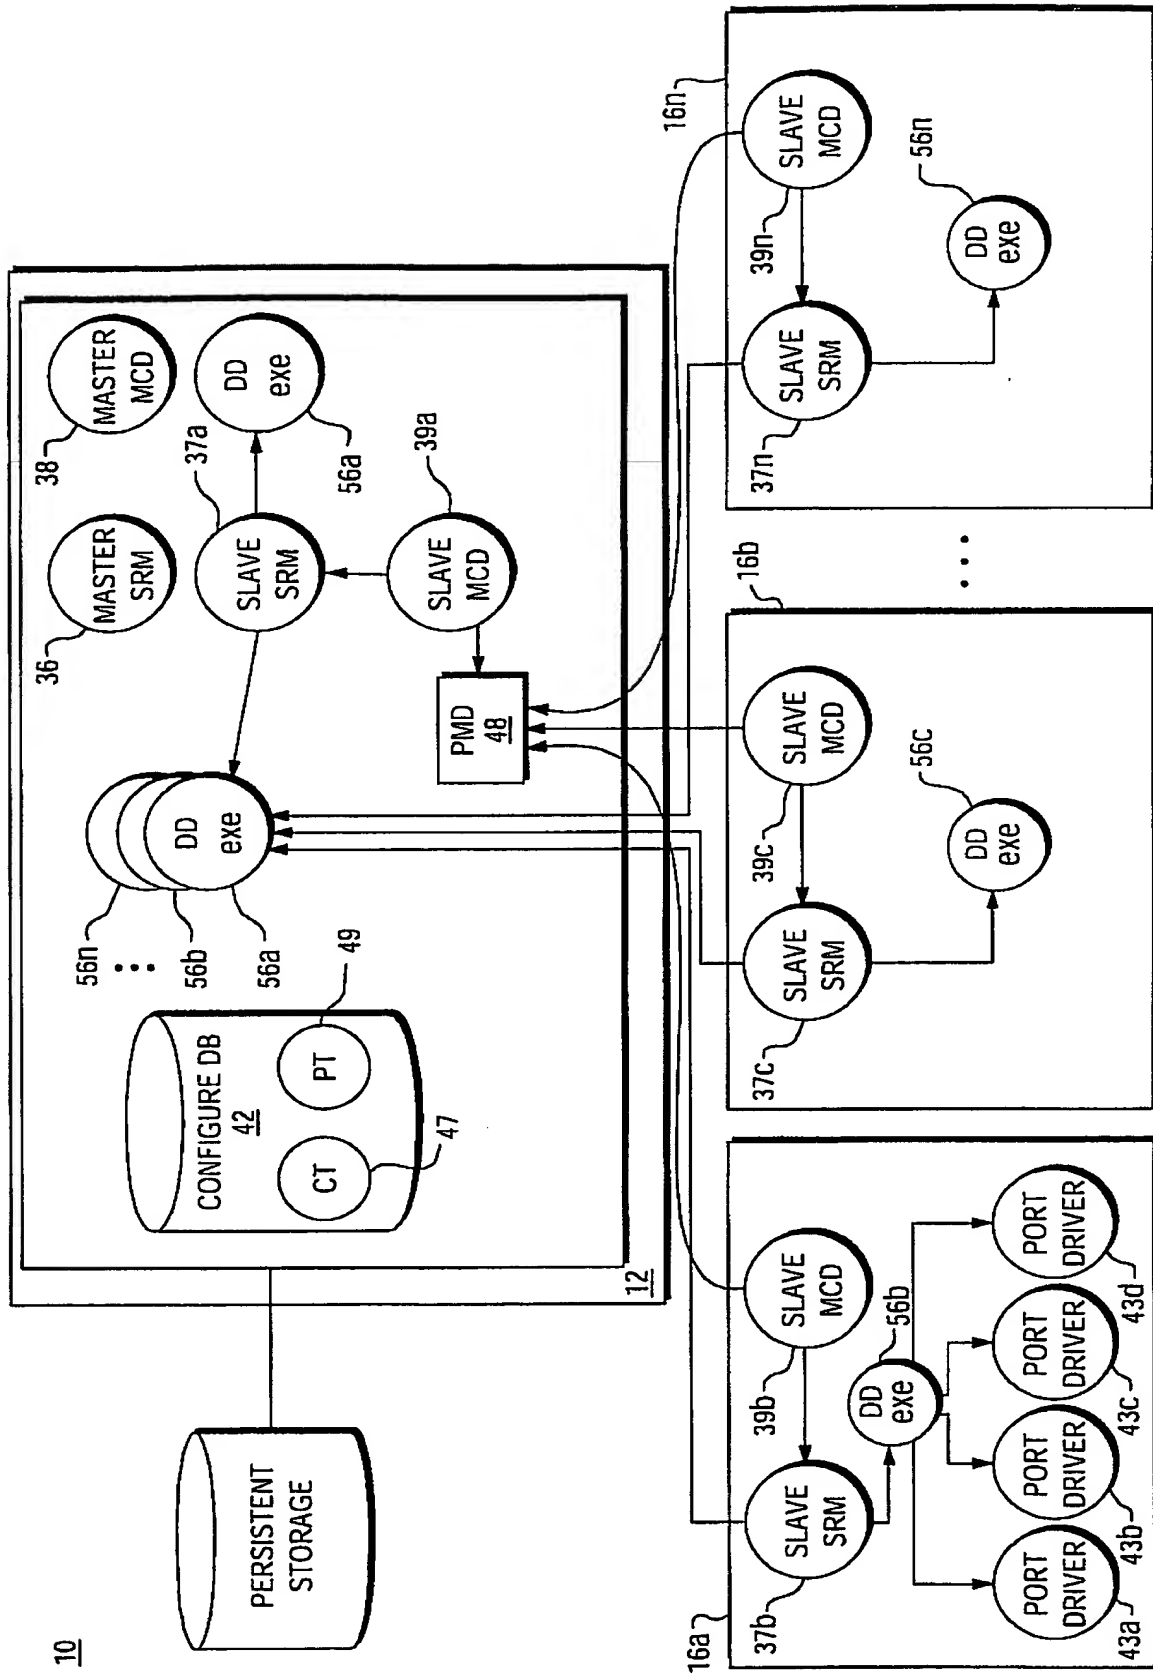 10
PERSISTENT
STORAGE
12
CONFIGURE DB
42
CT
PT
47
49
56n
56b
56a
DD
exe
36
MASTER
SRM
38
MASTER
MCD
37a
SLAVE
SRM
DD
exe
56a
39a
SLAVE
MCD
PMD
48
16a
SLAVE
SRM
37b
SLAVE
MCD
39b
DD
exe
56b
PORT
DRIVER
43a
PORT
DRIVER
43b
PORT
DRIVER
43c
PORT
DRIVER
43d
16b
SLAVE
SRM
37c
SLAVE
MCD
39c
DD
exe
56c
16n
SLAVE
SRM
37n
SLAVE
MCD
39n
DD
exe
56n